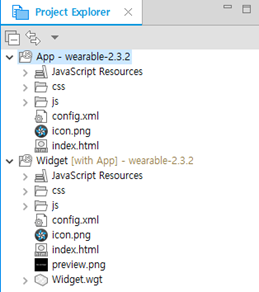 Project Explorer
App - wearable-2.3.2
JavaScript Resources
css
js
config.xml
icon.png
index.html
Widget [with App] - wearable-2.3.2
JavaScript Resources
css
js
config.xml
icon.png
index.html
preview.png
Widget.wgt